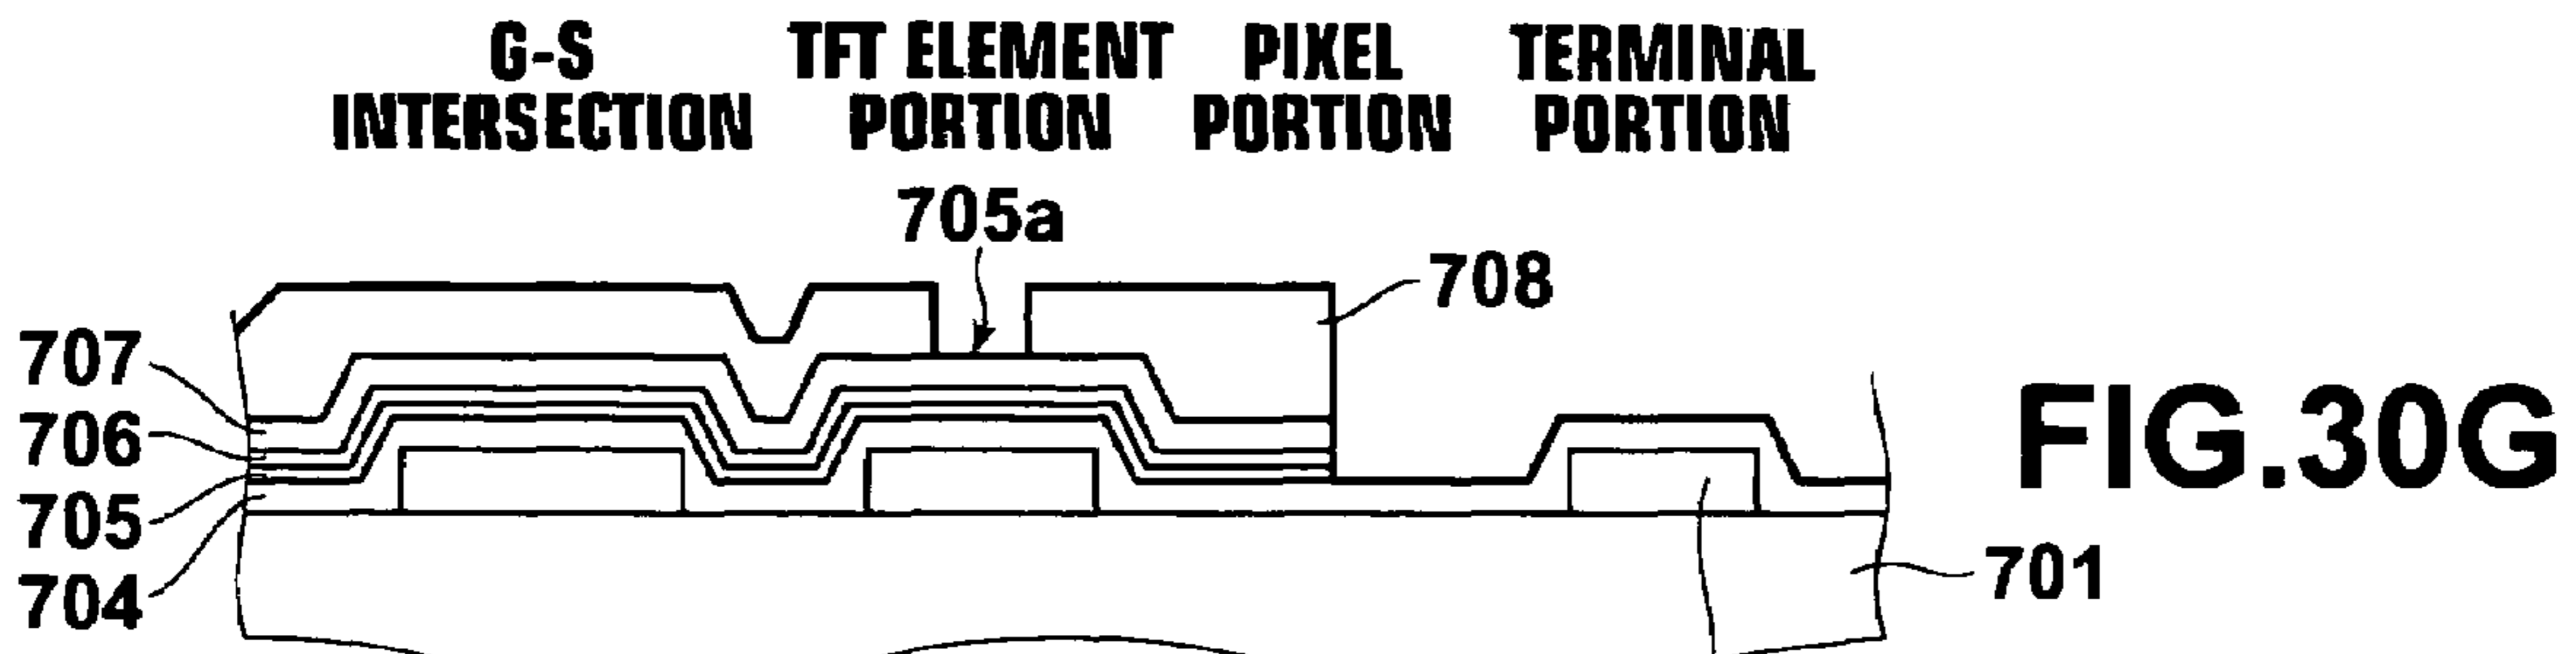 G-S INTERSECTION
TFT ELEMENT PORTION
PIXEL PORTION
TERMINAL PORTION
705a
708
707
706
705
704
701
FIG.30G